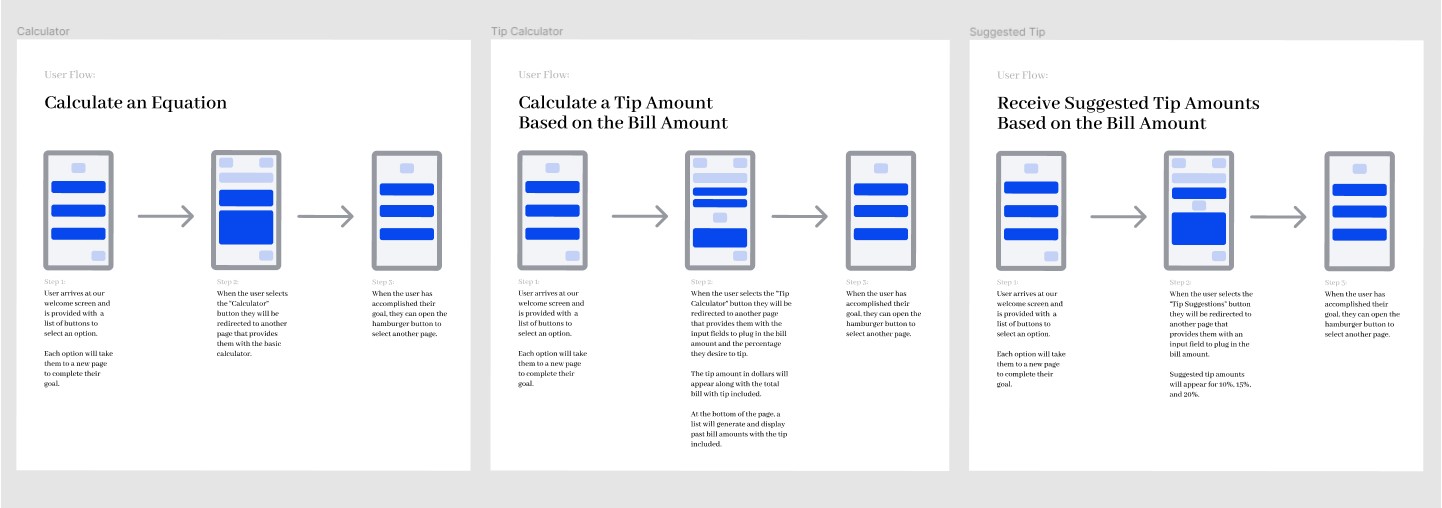 Calculator
User Flow:
Calculate an Equation
Step 1:
User arrives at our
welcome screen and
is provided with a
list of buttons to
select an option.
Each option will take
them to a new page
to complete their
goal.
Step 2:
When the user selects
the "Calculator"
button they will be
redirected to another
page that provides
them with the basic
calculator.
Step 3:
When the user has
accomplished their
goal, they can open the
hamburger button to
select another page.
Tip Calculator
User Flow:
Calculate a Tip Amount
Based on the Bill Amount
Step 1:
User arrives at our
welcome screen and
is provided with a
list of buttons to
select an option.
Each option will take
them to a new page
to complete their
goal.
Step 2:
When the user selects the "Tip
Calculator" button they will be
redirected to another page
that provides them with the
input fields to plug in the bill
amount and the percentage
they desire to tip.
The tip amount in dollars will
appear along with the total
bill with tip included.
At the bottom of the page, a
list will generate and display
past bill amounts with the tip
included.
Step 3:
When the user has
accomplished their
goal, they can open the
hamburger button to
select another page.
Suggested Tip
User Flow:
Receive Suggested Tip Amounts
Based on the Bill Amount
Step 1:
User arrives at our
welcome screen and
is provided with a
list of buttons to
select an option.
Each option will take
them to a new page
to complete their
goal.
Step 2:
When the user selects the
"Tip Suggestions" button
they will be redirected to
another page that
provides them with an
input field to plug in the
bill amount.
Suggested tip amounts
will appear for 10%, 15%,
and 20%.
Step 3:
When the user has
accomplished their
goal, they can open the
hamburger button to
select another page.